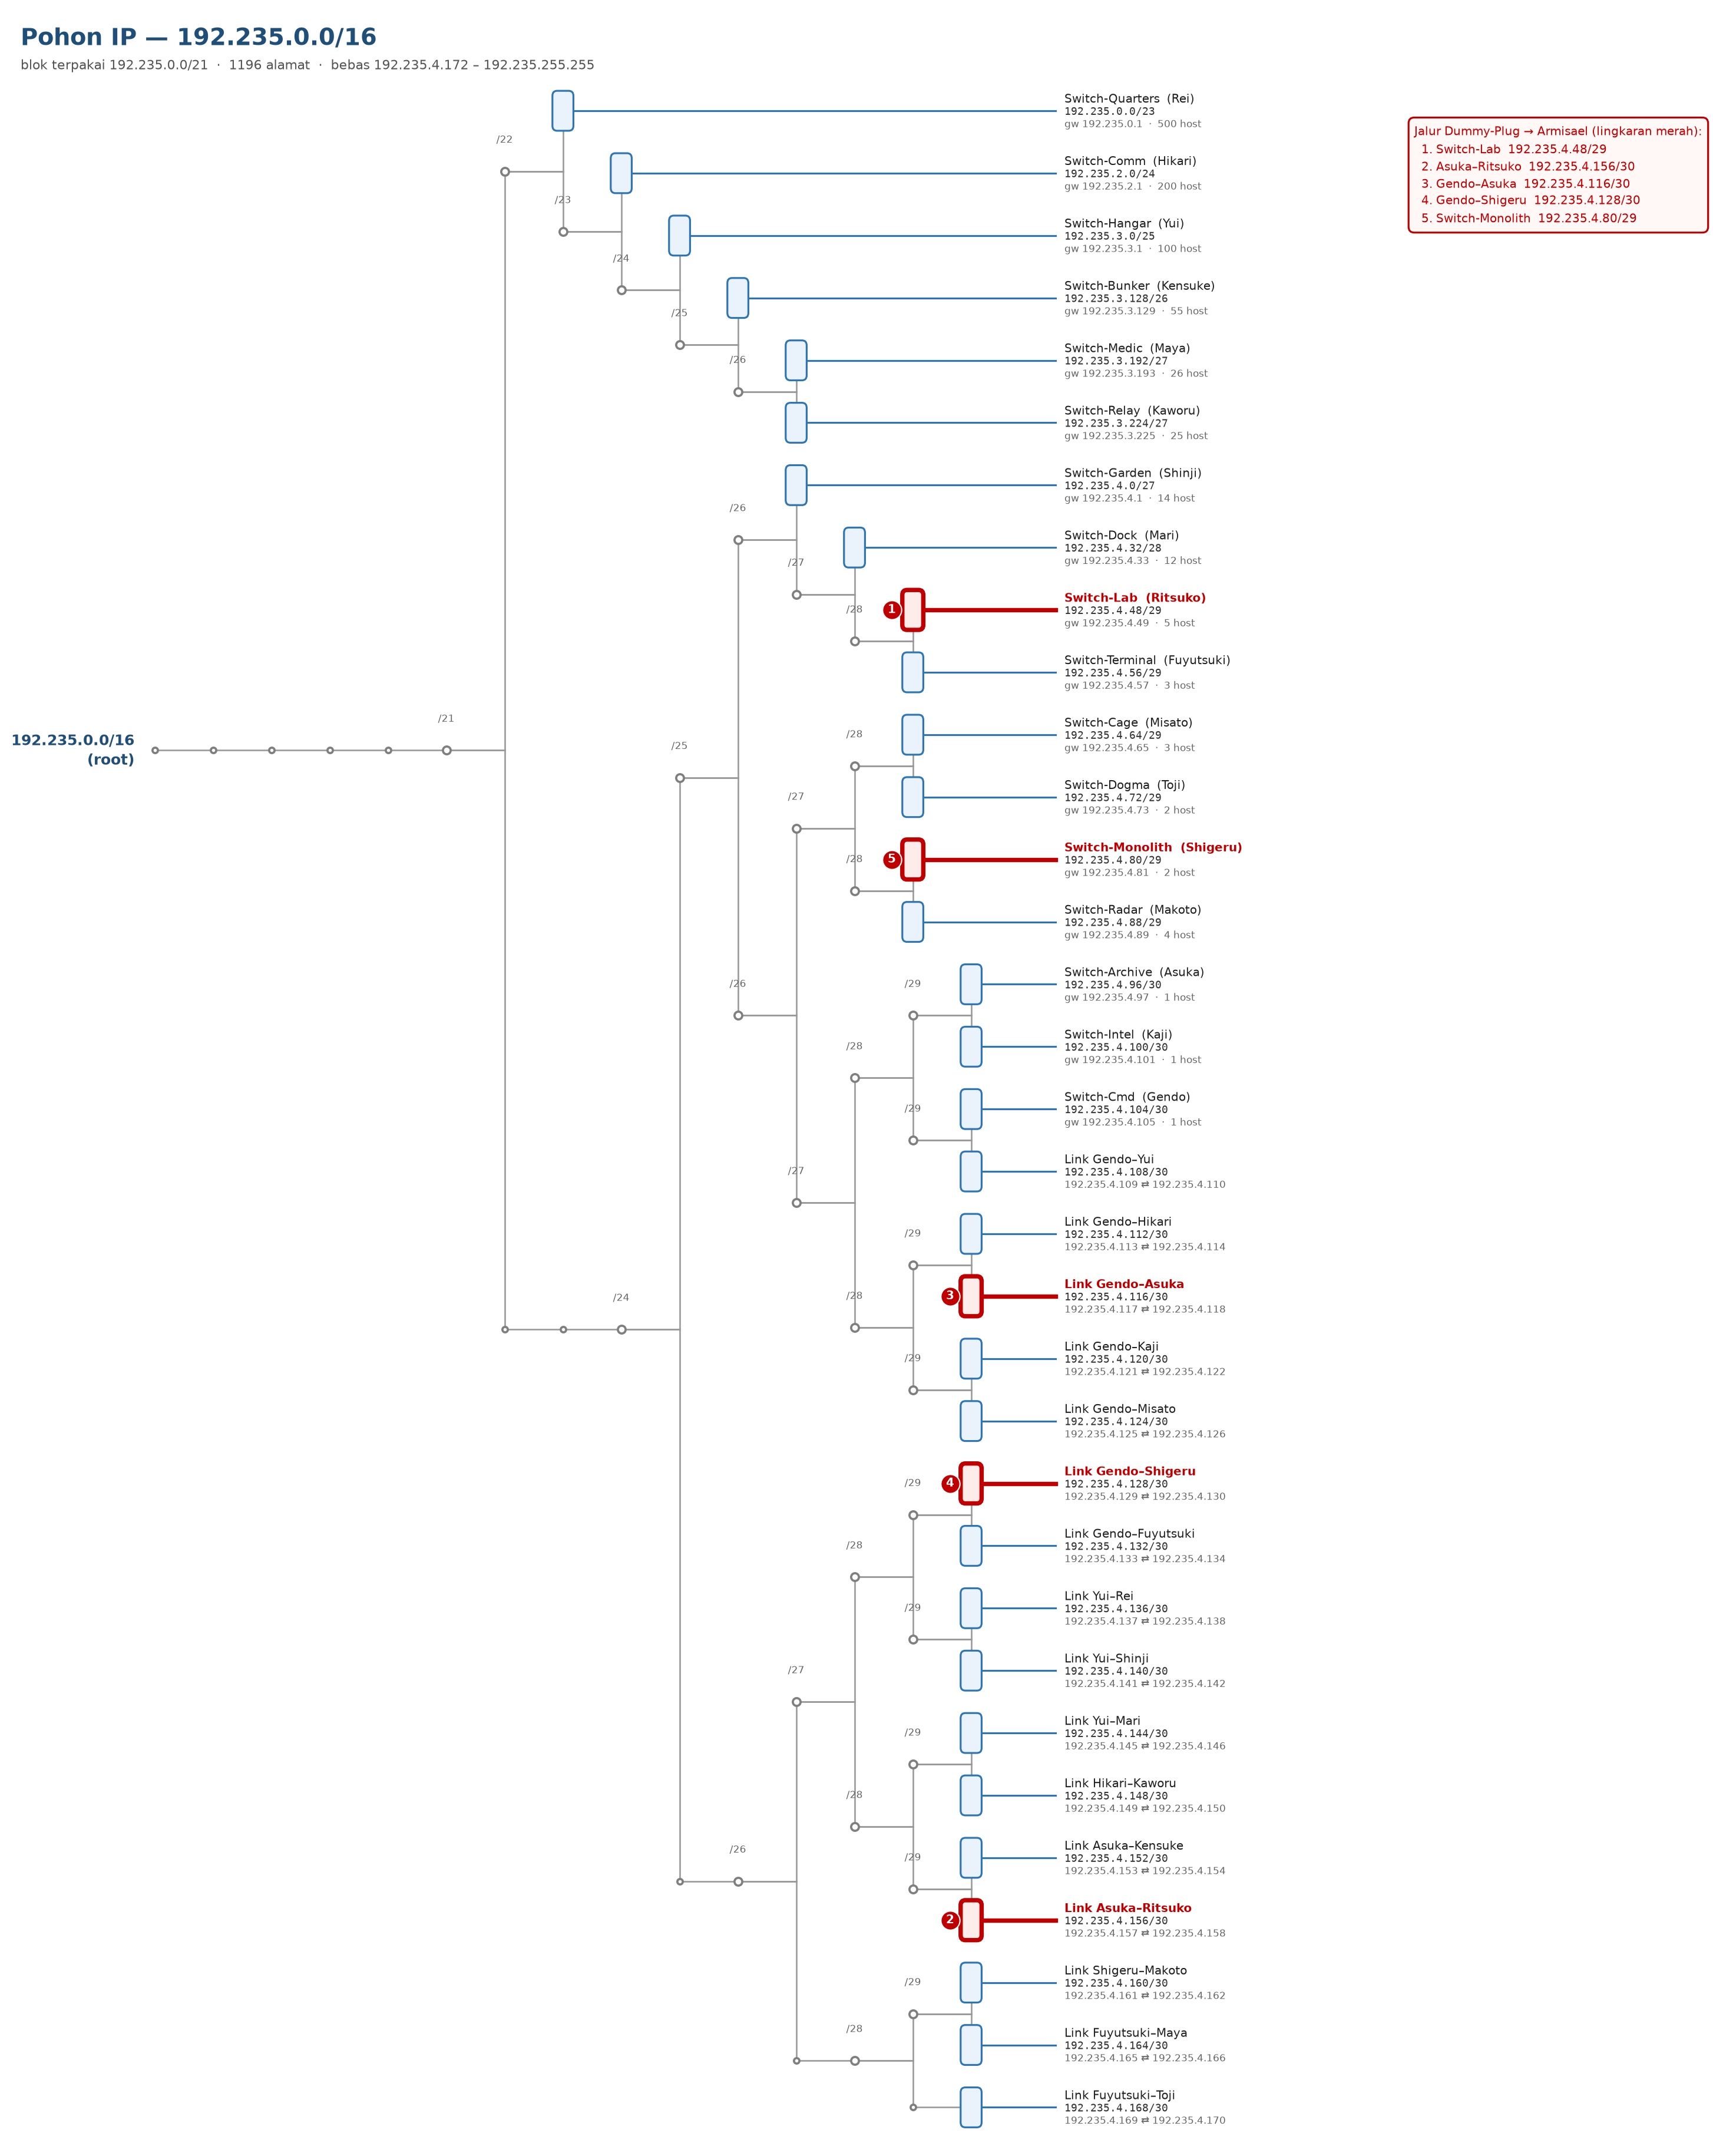 Pohon IP — 192.235.0.0/16
blok terpakai 192.235.0.0/21 · 1196 alamat · bebas 192.235.4.172 – 192.235.255.255
Jalur Dummy-Plug → Armisael (lingkaran merah):
1. Switch-Lab 192.235.4.48/29
2. Asuka–Ritsuko 192.235.4.156/30
3. Gendo–Asuka 192.235.4.116/30
4. Gendo–Shigeru 192.235.4.128/30
5. Switch-Monolith 192.235.4.80/29
192.235.0.0/16
(root)
/21
/22
Switch-Quarters (Rei)
192.235.0.0/23
gw 192.235.0.1 · 500 host
/23
Switch-Comm (Hikari)
192.235.2.0/24
gw 192.235.2.1 · 200 host
/24
Switch-Hangar (Yui)
192.235.3.0/25
gw 192.235.3.1 · 100 host
/25
Switch-Bunker (Kensuke)
192.235.3.128/26
gw 192.235.3.129 · 55 host
/26
Switch-Medic (Maya)
192.235.3.192/27
gw 192.235.3.193 · 26 host
Switch-Relay (Kaworu)
192.235.3.224/27
gw 192.235.3.225 · 25 host
/24
/25
/26
Switch-Garden (Shinji)
192.235.4.0/27
gw 192.235.4.1 · 14 host
/27
Switch-Dock (Mari)
192.235.4.32/28
gw 192.235.4.33 · 12 host
/28
1
Switch-Lab (Ritsuko)
192.235.4.48/29
gw 192.235.4.49 · 5 host
Switch-Terminal (Fuyutsuki)
192.235.4.56/29
gw 192.235.4.57 · 3 host
/26
/27
/28
Switch-Cage (Misato)
192.235.4.64/29
gw 192.235.4.65 · 3 host
Switch-Dogma (Toji)
192.235.4.72/29
gw 192.235.4.73 · 2 host
/28
5
Switch-Monolith (Shigeru)
192.235.4.80/29
gw 192.235.4.81 · 2 host
Switch-Radar (Makoto)
192.235.4.88/29
gw 192.235.4.89 · 4 host
/27
/28
/29
Switch-Archive (Asuka)
192.235.4.96/30
gw 192.235.4.97 · 1 host
Switch-Intel (Kaji)
192.235.4.100/30
gw 192.235.4.101 · 1 host
/29
Switch-Cmd (Gendo)
192.235.4.104/30
gw 192.235.4.105 · 1 host
Link Gendo–Yui
192.235.4.108/30
192.235.4.109 ⇄ 192.235.4.110
/28
/29
Link Gendo–Hikari
192.235.4.112/30
192.235.4.113 ⇄ 192.235.4.114
3
Link Gendo–Asuka
192.235.4.116/30
192.235.4.117 ⇄ 192.235.4.118
/29
Link Gendo–Kaji
192.235.4.120/30
192.235.4.121 ⇄ 192.235.4.122
Link Gendo–Misato
192.235.4.124/30
192.235.4.125 ⇄ 192.235.4.126
/26
/27
/28
/29
4
Link Gendo–Shigeru
192.235.4.128/30
192.235.4.129 ⇄ 192.235.4.130
Link Gendo–Fuyutsuki
192.235.4.132/30
192.235.4.133 ⇄ 192.235.4.134
/29
Link Yui–Rei
192.235.4.136/30
192.235.4.137 ⇄ 192.235.4.138
Link Yui–Shinji
192.235.4.140/30
192.235.4.141 ⇄ 192.235.4.142
/28
/29
Link Yui–Mari
192.235.4.144/30
192.235.4.145 ⇄ 192.235.4.146
Link Hikari–Kaworu
192.235.4.148/30
192.235.4.149 ⇄ 192.235.4.150
/29
Link Asuka–Kensuke
192.235.4.152/30
192.235.4.153 ⇄ 192.235.4.154
2
Link Asuka–Ritsuko
192.235.4.156/30
192.235.4.157 ⇄ 192.235.4.158
/28
/29
Link Shigeru–Makoto
192.235.4.160/30
192.235.4.161 ⇄ 192.235.4.162
Link Fuyutsuki–Maya
192.235.4.164/30
192.235.4.165 ⇄ 192.235.4.166
Link Fuyutsuki–Toji
192.235.4.168/30
192.235.4.169 ⇄ 192.235.4.170